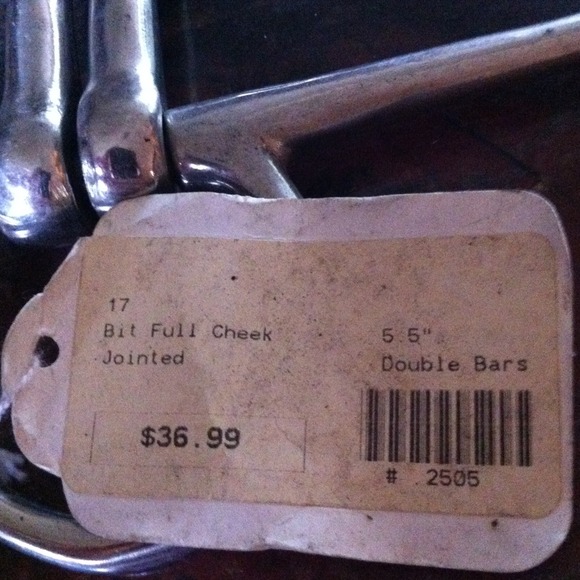 17
Bit Full Cheek
Jointed
5.5"
Double Bars
$36.99
# .2505